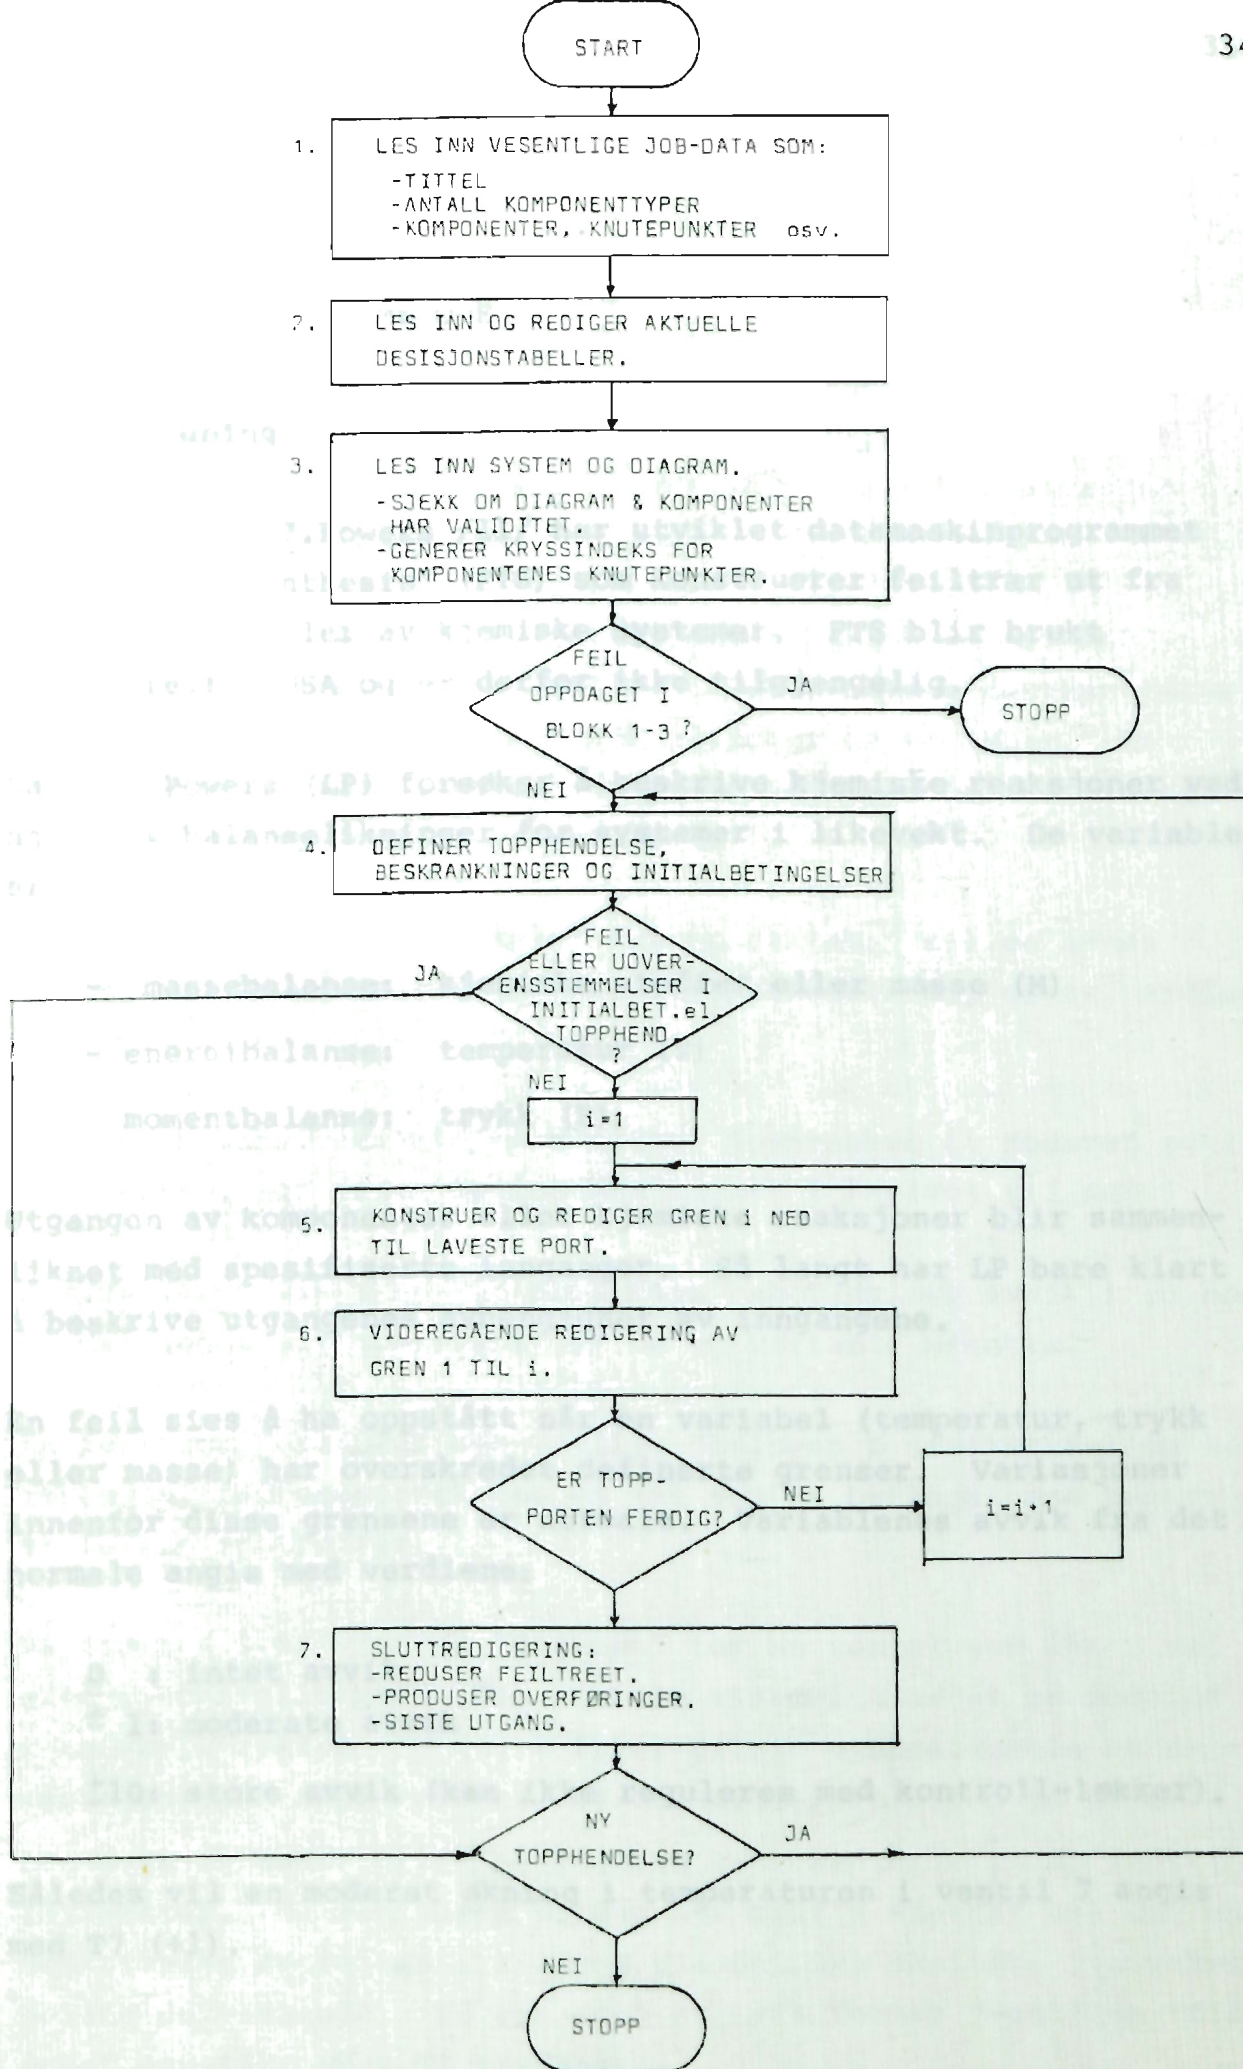 34
START
1. LES INN VESENTLIGE JOB-DATA SOM:
-TITTEL
-ANTALL KOMPONENTTYPER
-KOMPONENTER, KNUTEPUNKTER osv.
2. LES INN OG REDIGER AKTUELLE
DESISJONSTABELLER.
3. LES INN SYSTEM OG DIAGRAM.
-SJEKK OM DIAGRAM & KOMPONENTER
HAR VALIDITET.
-GENERER KRYSSINDEKS FOR
KOMPONENTENES KNUTEPUNKTER.
FEIL
OPPDAGET I
BLOKK 1-3 ?
JA
STOPP
NEI
4. DEFINER TOPPHENDELSE,
BESKRANKNINGER OG INITIALBETINGELSER
FEIL
ELLER UOVER-
ENSSTEMMELSER I
INITIALBET.el.
TOPPHEND.
?
JA
NEI
i=1
5. KONSTRUER OG REDIGER GREN i NED
TIL LAVESTE PORT.
6. VIDEREGÅENDE REDIGERING AV
GREN 1 TIL i.
ER TOPP-
PORTEN FERDIG?
NEI
i=i+1
7. SLUTTREDIGERING:
-REDUSER FEILTREET.
-PRODUSER OVERFØRINGER.
-SISTE UTGANG.
NY
TOPPHENDELSE?
JA
NEI
STOPP